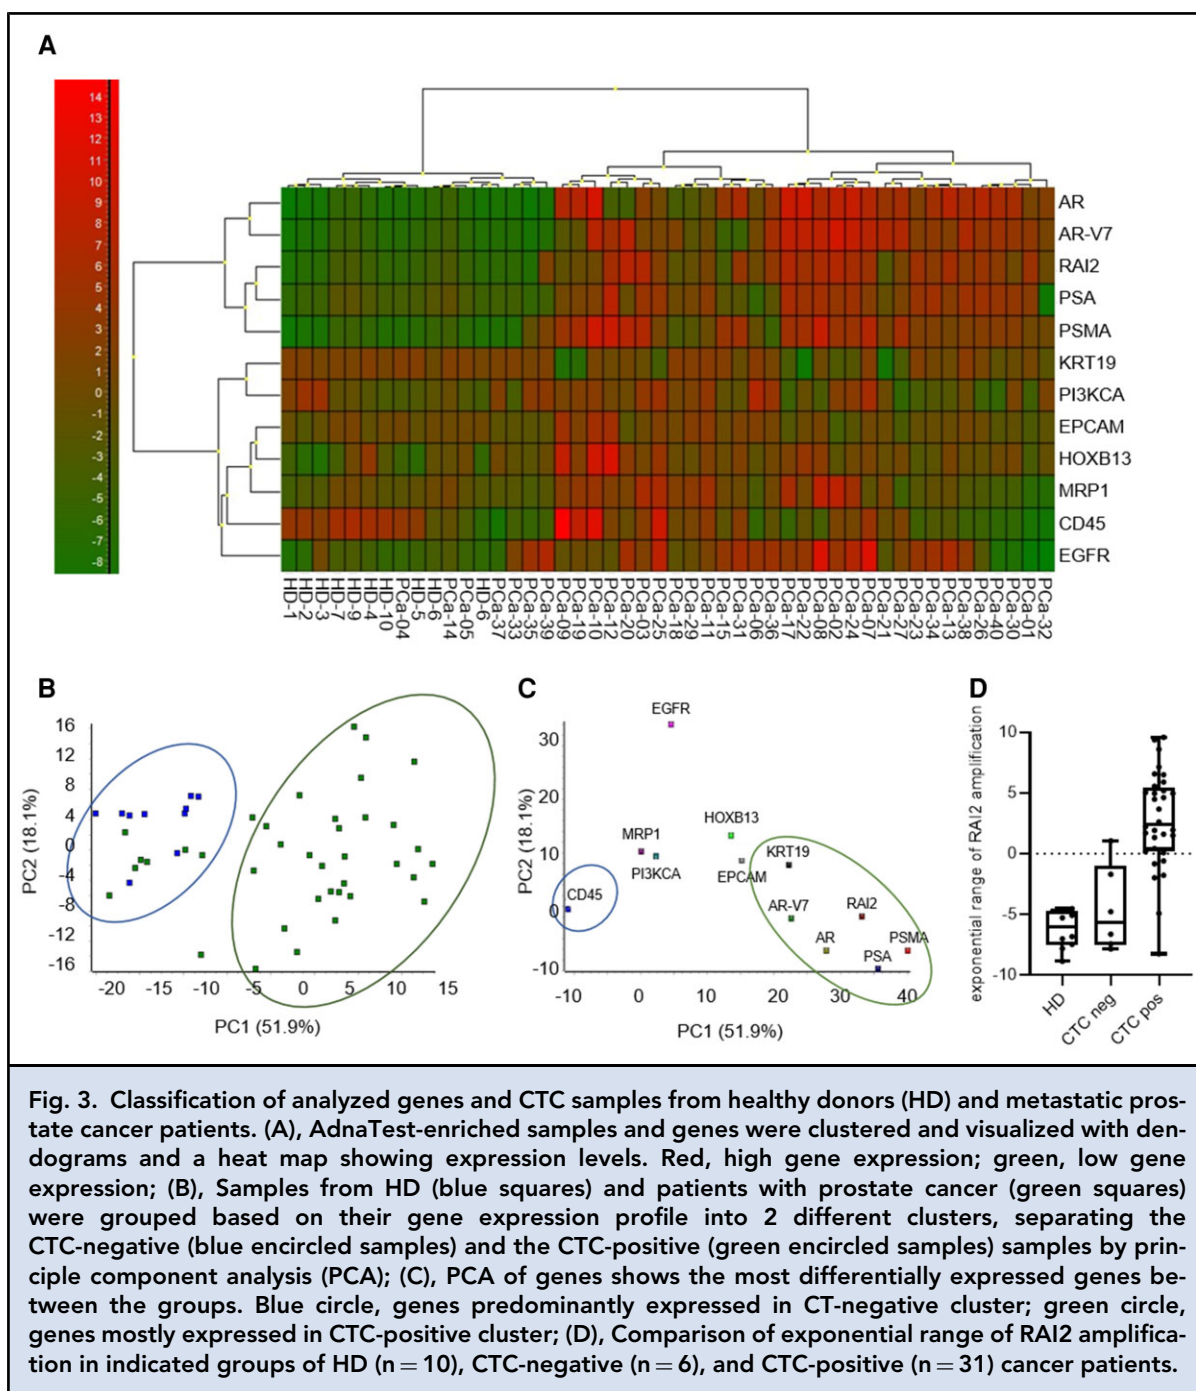 A
14
13
12
11
10
9
8
7
6
5
4
3
2
1
0
-1
-2
-3
-4
-5
-6
-7
-8
AR
AR-V7
RAI2
PSA
PSMA
KRT19
PI3KCA
EPCAM
HOXB13
MRP1
CD45
EGFR
HD-1
HD-2
HD-3
HD-7
HD-9
HD-4
HD-10
PCa-04
HD-5
HD-6
PCa-14
PCa-05
HD-6
PCa-37
PCa-33
PCa-35
PCa-39
PCa-09
PCa-19
PCa-10
PCa-12
PCa-20
PCa-03
PCa-25
PCa-18
PCa-29
PCa-11
PCa-15
PCa-31
PCa-06
PCa-36
PCa-17
PCa-22
PCa-08
PCa-02
PCa-24
PCa-07
PCa-21
PCa-27
PCa-23
PCa-34
PCa-13
PCa-38
PCa-26
PCa-40
PCa-30
PCa-01
PCa-32
B
PC2 (18.1%)
16
12
8
4
0
-4
-8
-12
-16
-20 -15 -10 -5 0 5 10 15
PC1 (51.9%)
C
PC2 (18.1%)
30
20
10
0
-10
EGFR
HOXB13
MRP1
KRT19
PI3KCA
EPCAM
CD45
AR-V7
RAI2
AR
PSMA
PSA
-10 0 10 20 30 40
PC1 (51.9%)
D
exponential range of RAI2 amplification
10
5
0
-5
-10
HD
CTC neg
CTC pos
Fig. 3. Classification of analyzed genes and CTC samples from healthy donors (HD) and metastatic pros-
tate cancer patients. (A), AdnaTest-enriched samples and genes were clustered and visualized with den-
dograms and a heat map showing expression levels. Red, high gene expression; green, low gene
expression; (B), Samples from HD (blue squares) and patients with prostate cancer (green squares)
were grouped based on their gene expression profile into 2 different clusters, separating the
CTC-negative (blue encircled samples) and the CTC-positive (green encircled samples) samples by prin-
ciple component analysis (PCA); (C), PCA of genes shows the most differentially expressed genes be-
tween the groups. Blue circle, genes predominantly expressed in CT-negative cluster; green circle,
genes mostly expressed in CTC-positive cluster; (D), Comparison of exponential range of RAI2 amplifica-
tion in indicated groups of HD (n = 10), CTC-negative (n = 6), and CTC-positive (n = 31) cancer patients.